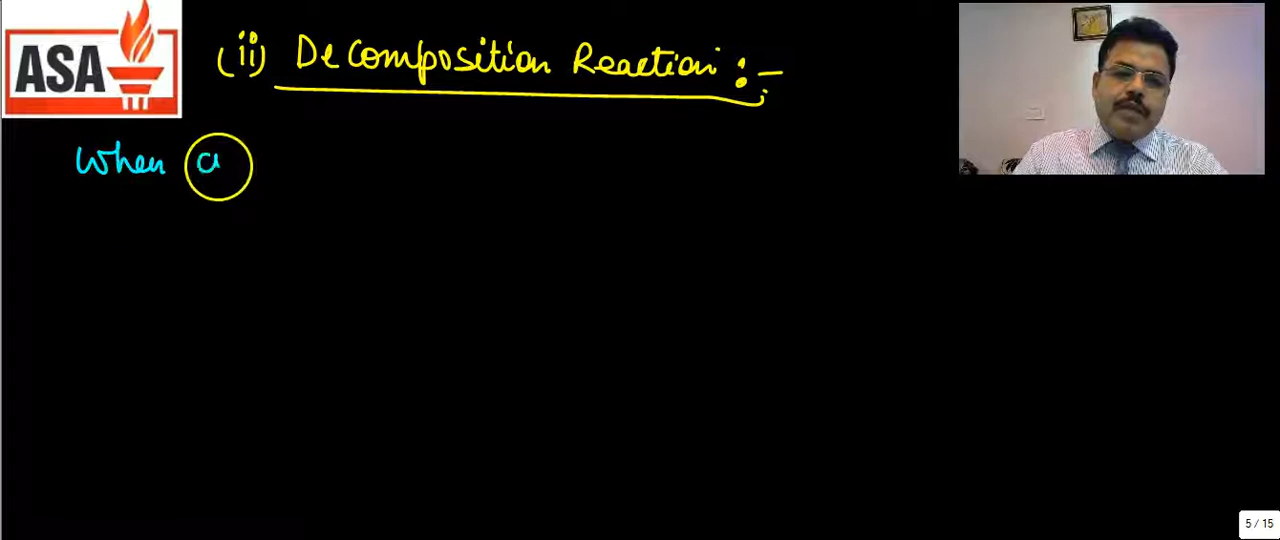 ASA
(ii) Decomposition Reaction :-
When a
5 / 15